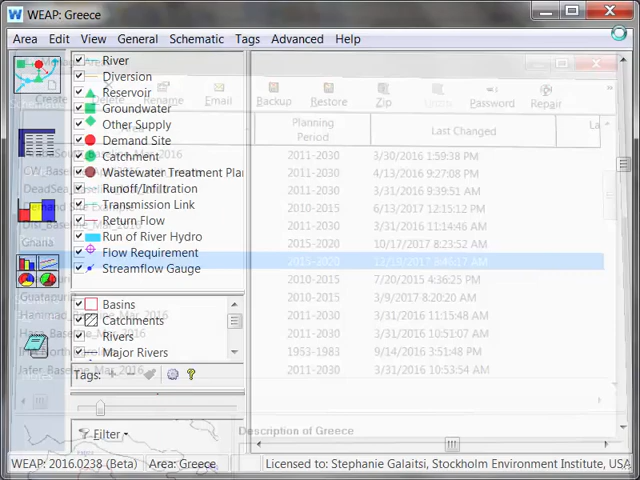 WEAP: Greece
Area Edit View General Schematic Tags Advanced Help
Create Delete Rename Email Backup Restore Zip Password Repair
Planning Period Last Changed
2011-2030 3/30/2016 1:59:38 PM
2011-2030 4/13/2016 9:27:08 PM
2011-2030 3/31/2016 9:39:51 AM
2010-2015 6/13/2017 12:15:12 PM
2011-2030 3/31/2016 11:14:46 AM
Ghana 2015-2020 10/17/2017 8:23:52 AM
2015-2020
2010-2015 7/20/2015 4:36:25 PM
2010-2015 3/9/2017 8:20:20 AM
2011-2030 3/31/2016 11:15:48 AM
2011-2030 3/31/2016 10:51:07 AM
1953-1983 9/14/2016 3:51:48 PM
2011-2030 3/31/2016 10:53:54 AM
River
Diversion
Reservoir
Groundwater
Other Supply
Demand Site
Catchment
Wastewater Treatment Plan
Runoff/Infiltration
Transmission Link
Return Flow
Run of River Hydro
Flow Requirement
Streamflow Gauge
Basins
Catchments
Rivers
Major Rivers
Tags:
Filter
Description of Greece
WEAP: 2016.0238 (Beta) Area: Greece Licensed to: Stephanie Galaitsi, Stockholm Environment Institute, USA